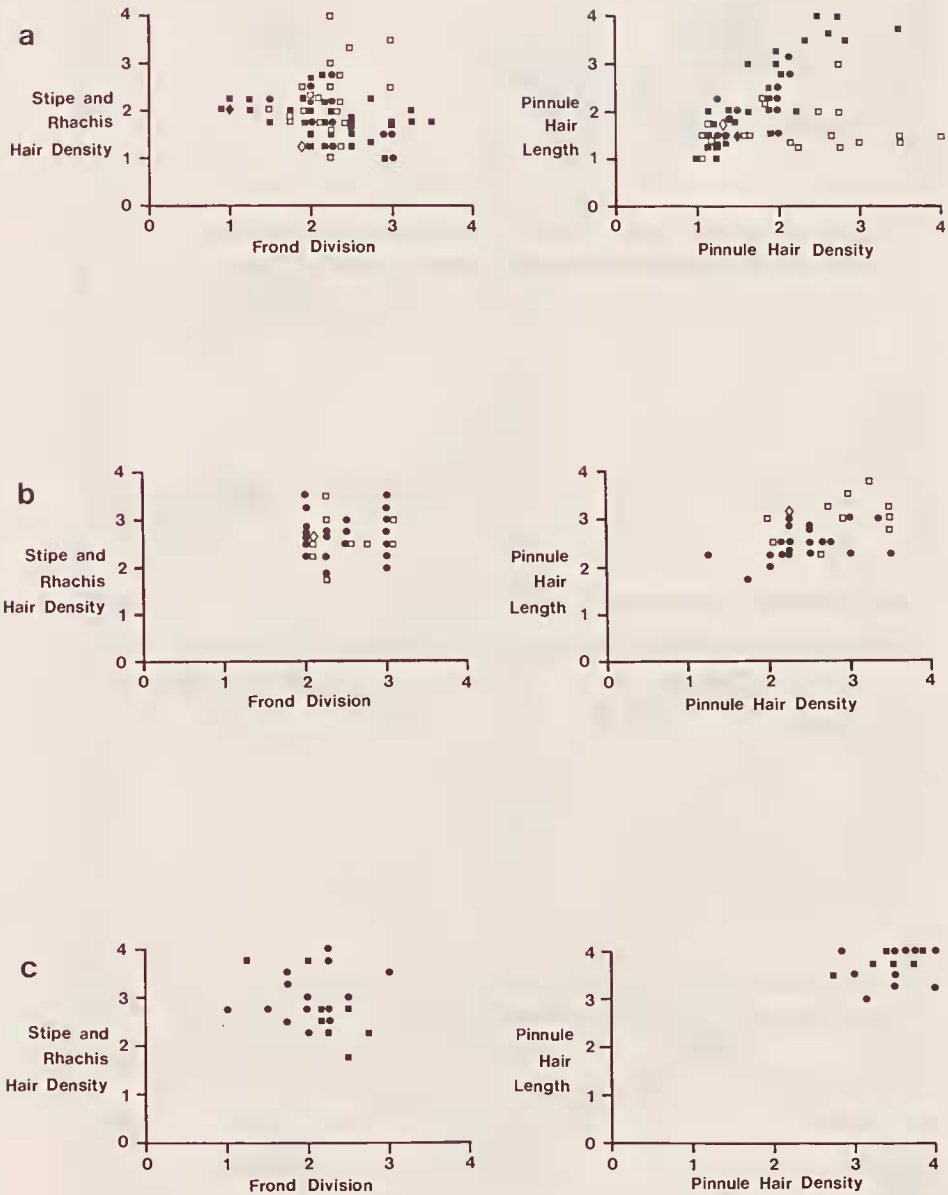 a
4
3
2
1
0
Stipe and
Rhachis
Hair Density
0 1 2 3 4
Frond Division
4
3
2
1
0
Pinnule
Hair
Length
0 1 2 3 4
Pinnule Hair Density
b
4
3
2
1
0
Stipe and
Rhachis
Hair Density
0 1 2 3 4
Frond Division
4
3
2
1
0
Pinnule
Hair
Length
0 1 2 3 4
Pinnule Hair Density
c
4
3
2
1
0
Stipe and
Rhachis
Hair Density
0 1 2 3 4
Frond Division
4
3
2
1
0
Pinnule
Hair
Length
0 1 2 3 4
Pinnule Hair Density